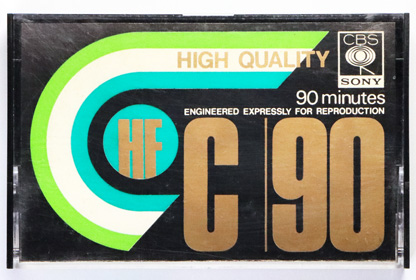 HIGH QUALITY
CBS
SONY
90 minutes
ENGINEERED EXPRESSLY FOR REPRODUCTION
HF
C|90